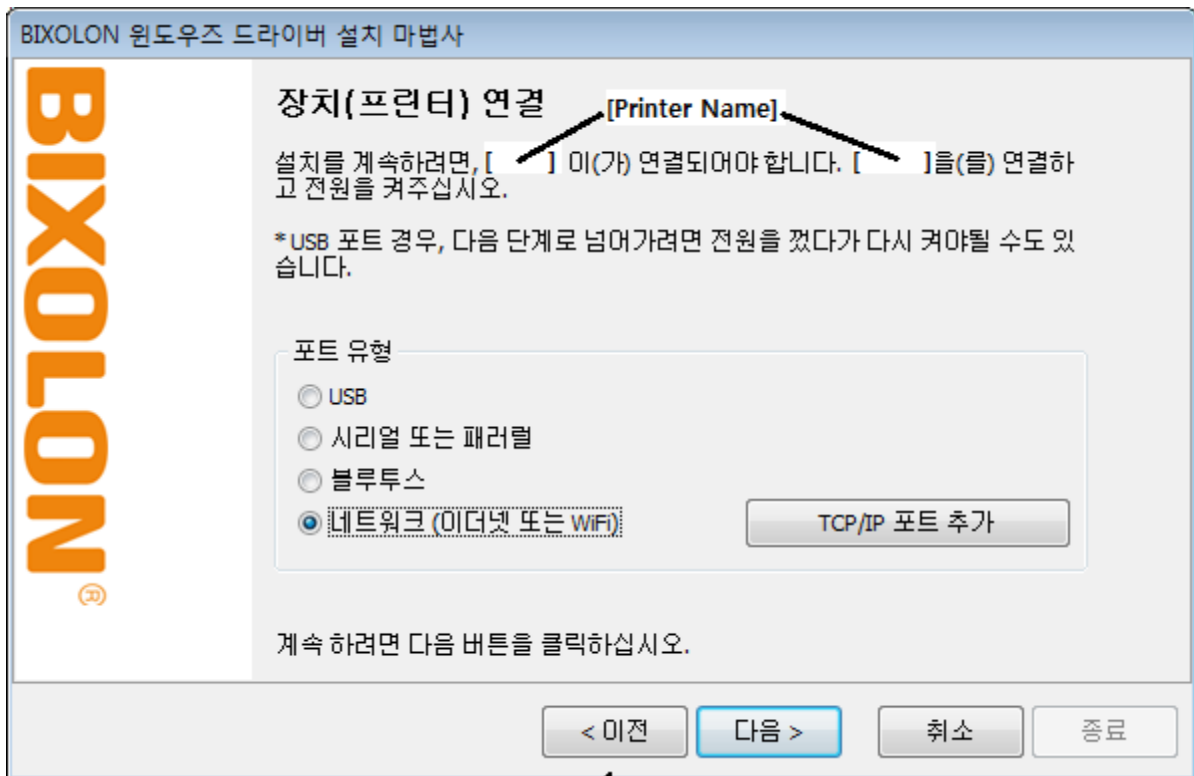 BIXOLON 윈도우즈 드라이버 설치 마법사
BIXOLON®
장치(프린터) 연결
[Printer Name]
설치를 계속하려면, [ ] 이(가) 연결되어야 합니다. [ ]을(를) 연결하
고 전원을 켜주십시오.
*USB 포트 경우, 다음 단계로 넘어가려면 전원을 껐다가 다시 켜야될 수도 있
습니다.
포트 유형
USB
시리얼 또는 패러럴
블루투스
네트워크 (이더넷 또는 WiFi)
TCP/IP 포트 추가
계속 하려면 다음 버튼을 클릭하십시오.
< 이전
다음 >
취소
종료